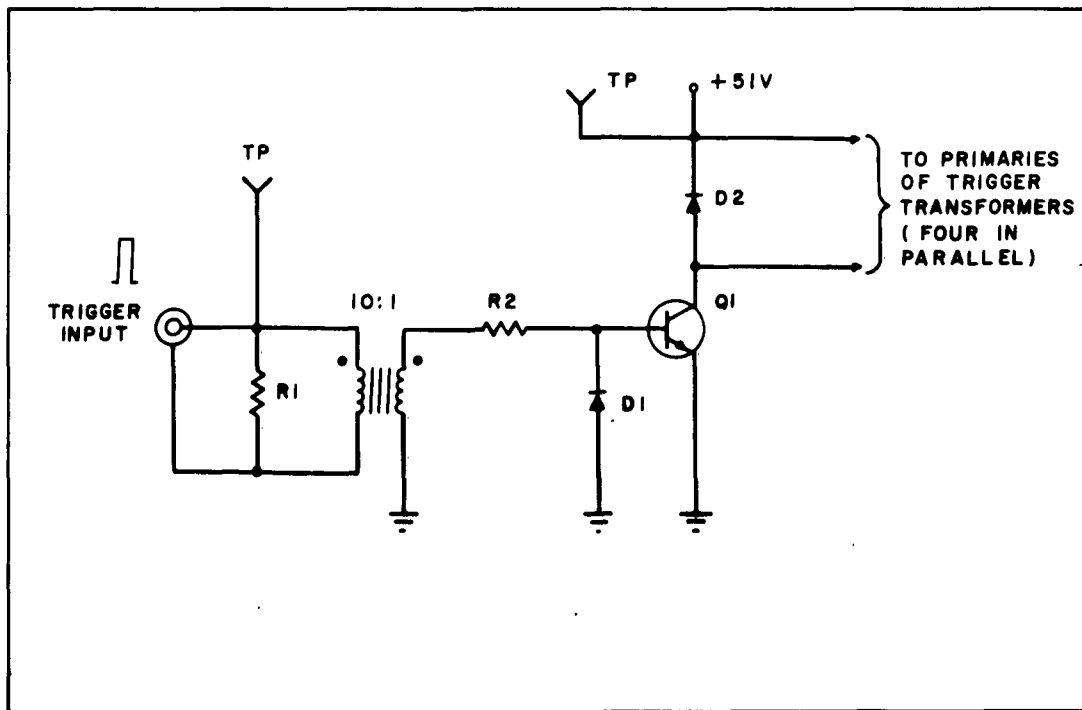 TP
+51V
TP
D2
TO PRIMARIES
OF TRIGGER
TRANSFORMERS
( FOUR IN
PARALLEL)
TRIGGER
INPUT
10:1
R2
Q1
R1
D1